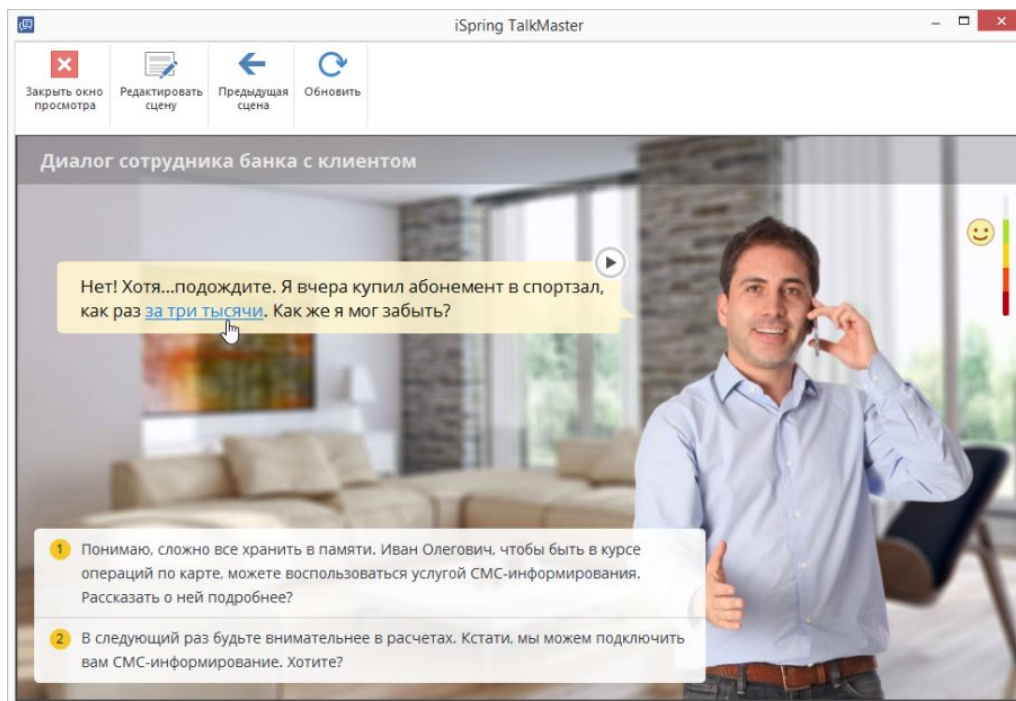 iSpring TalkMaster
Закрыть окно
просмотра
Редактировать
сцену
Предыдущая
сцена
Обновить
Диалог сотрудника банка с клиентом
Нет! Хотя...подождите. Я вчера купил абонемент в спортзал,
как раз за три тысячи. Как же я мог забыть?
1 Понимаю, сложно все хранить в памяти. Иван Олегович, чтобы быть в курсе
операций по карте, можете воспользоваться услугой СМС-информирования.
Рассказать о ней подробнее?
2 В следующий раз будьте внимательнее в расчетах. Кстати, мы можем подключить
вам СМС-информирование. Хотите?